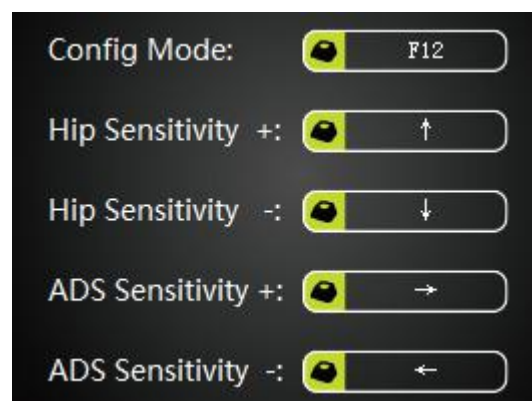 Config Mode: F12
Hip Sensitivity +: ↑
Hip Sensitivity -: ↓
ADS Sensitivity +: →
ADS Sensitivity -: ←